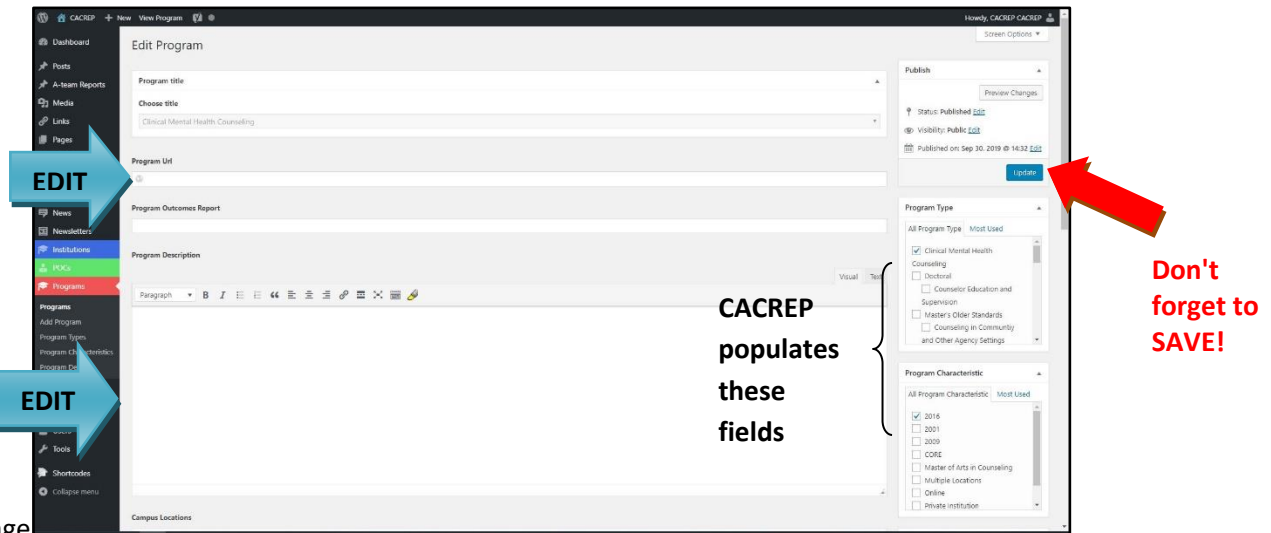 CACREP + New View Program Howdy, CACREP CACREP
Screen Options ▼
Dashboard
Posts
A-team Reports
Media
Links
Pages
EDIT
News
Newsletters
Institutions
POCs
Programs
Programs
Add Program
Program Types
Program Characteristics
EDIT
Tools
Shortcodes
Collapse menu
Edit Program
Program title
Choose title
Clinical Mental Health Counseling
Program Url
Program Outcomes Report
Program Description
Visual Text
Paragraph
B I
Campus Locations
Publish
Preview Changes
Status: Published Edit
Visibility: Public Edit
Published on: Sep 30, 2019 @ 14:32 Edit
Update
Program Type
All Program Type Most Used
Clinical Mental Health
Counseling
Doctoral
Counselor Education and
Supervision
Master's Older Standards
Counseling in Community
and Other Agency Settings
Program Characteristic
All Program Characteristic Most Used
2016
2001
2009
CORE
Master of Arts in Counseling
Multiple Locations
Online
Private Institution
CACREP
populates
these
fields
Don't
forget to
SAVE!